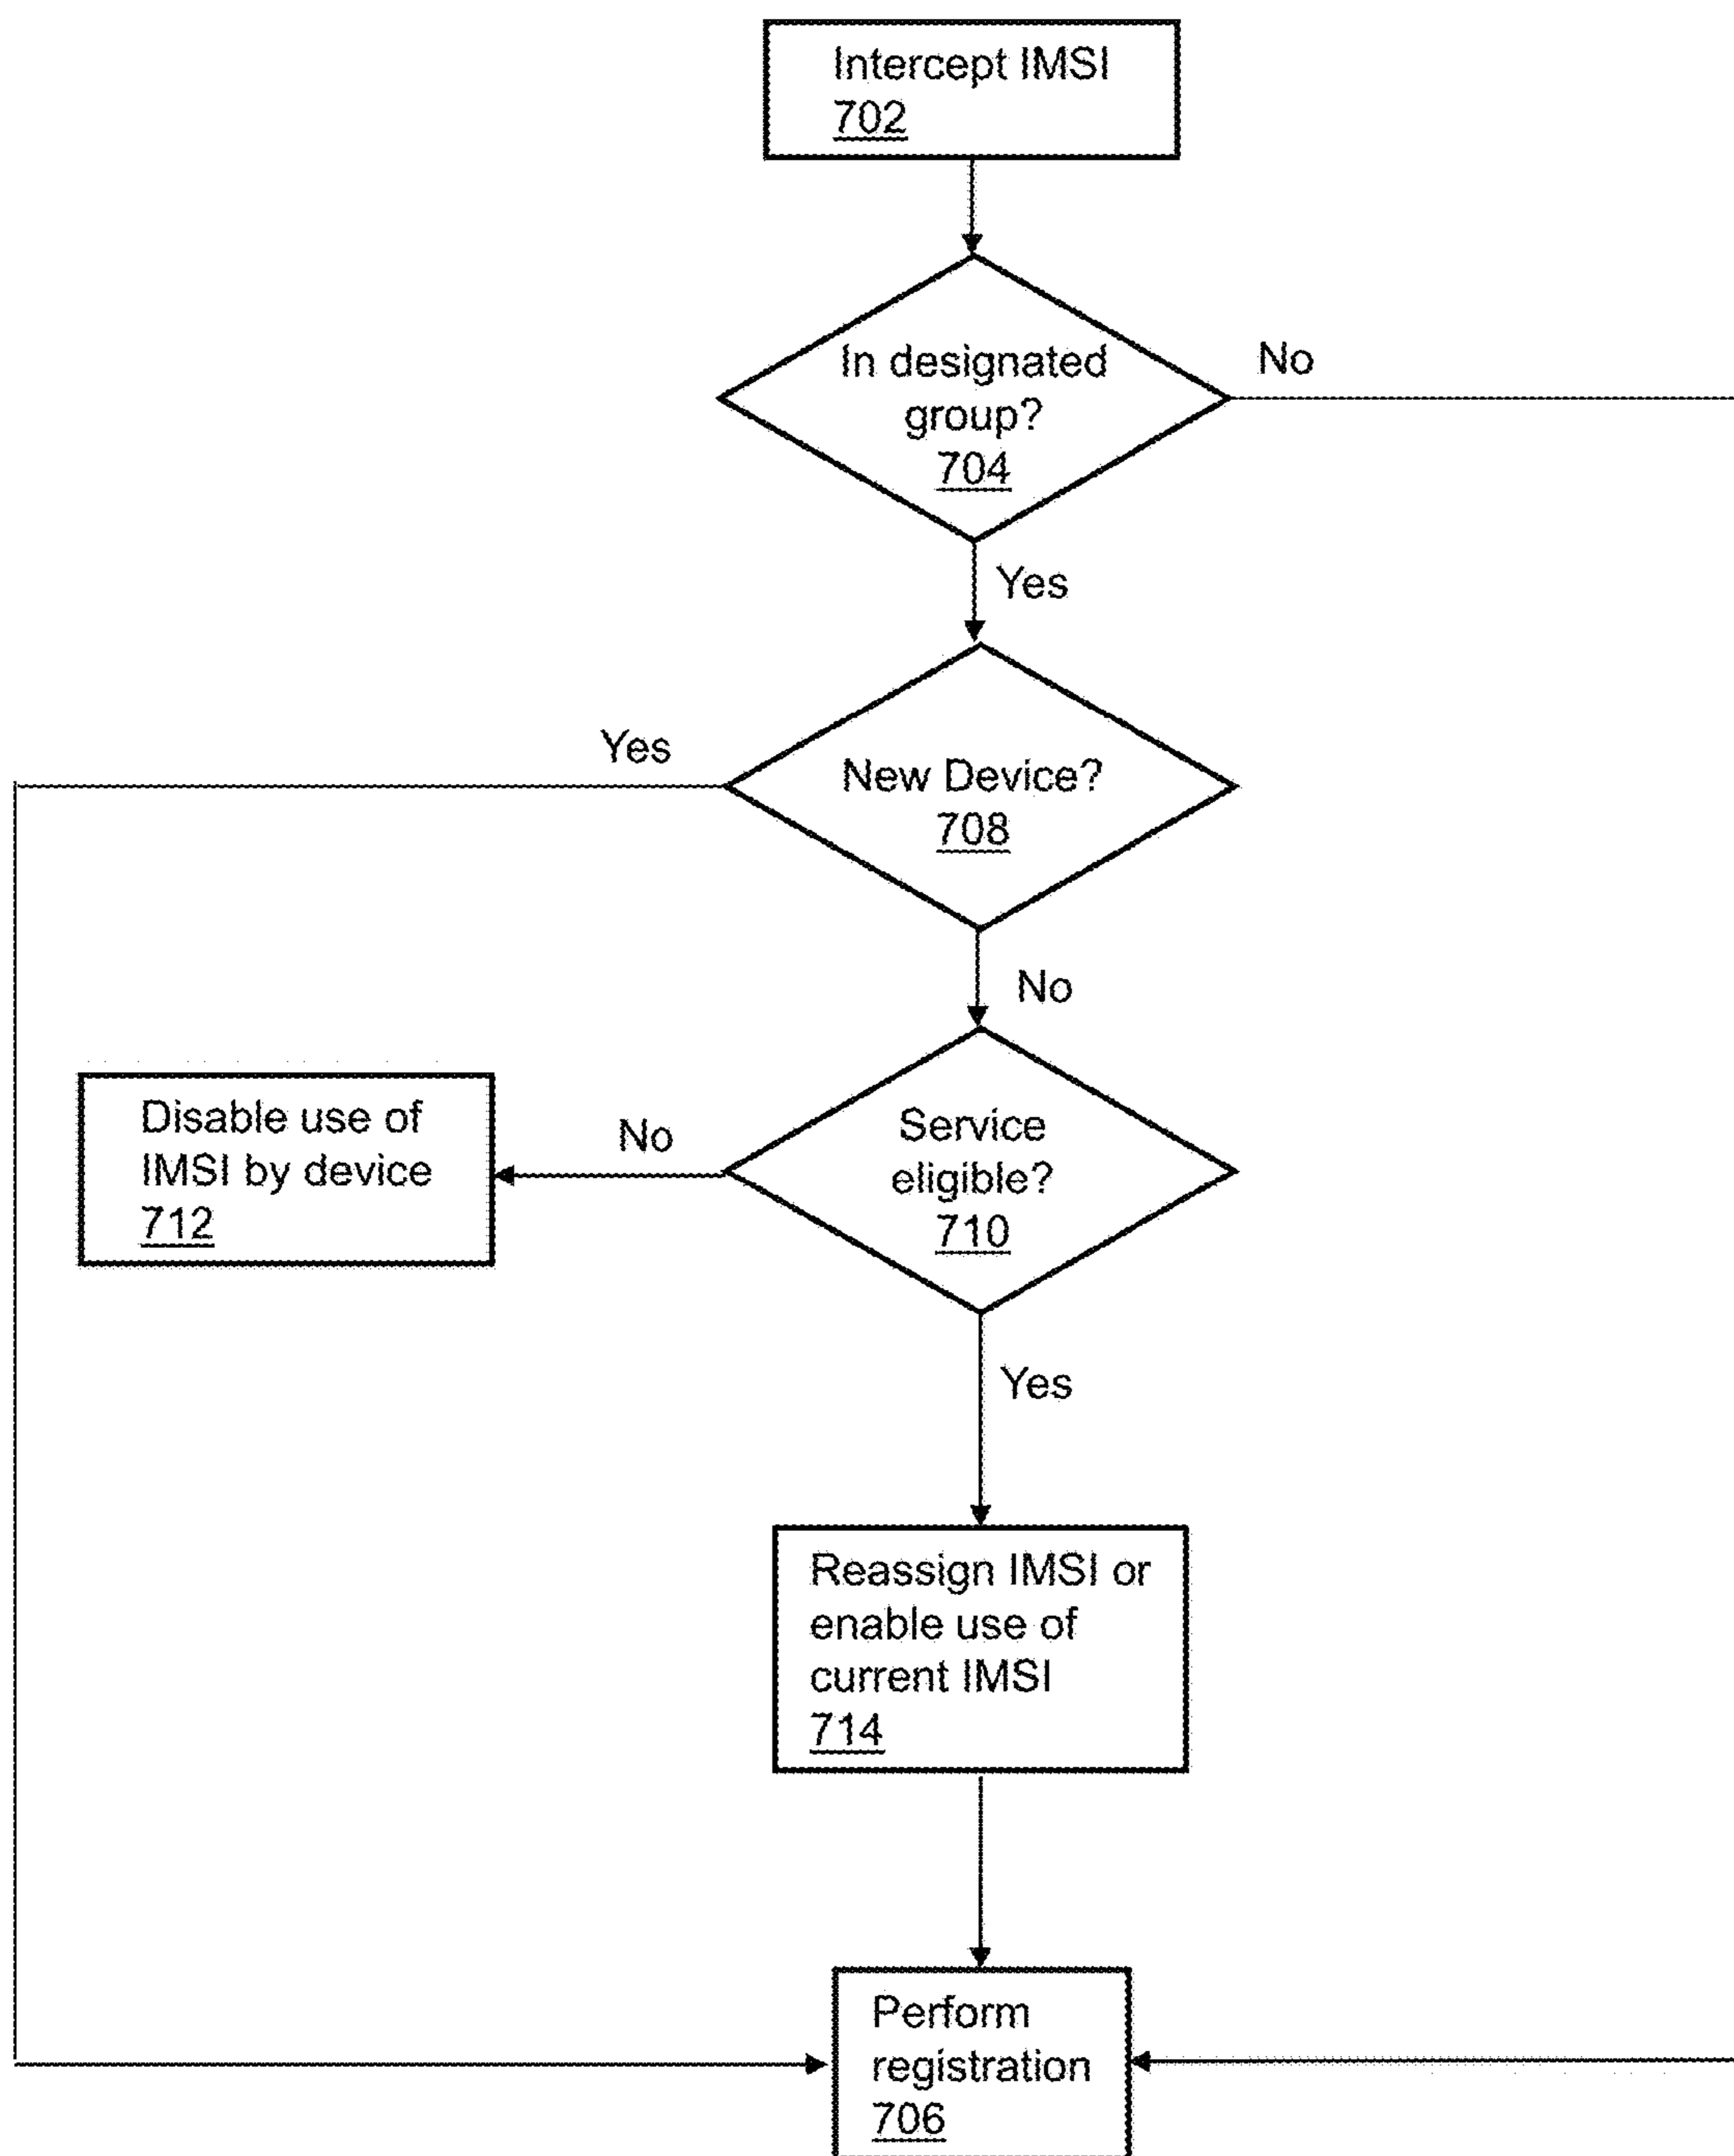 Intercept IMSI
702
In designated
group?
704
No
Yes
Yes
New Device?
708
No
Service
eligible?
710
No
Disable use of
IMSI by device
712
Yes
Reassign IMSI or
enable use of
current IMSI
714
Perform
registration
706